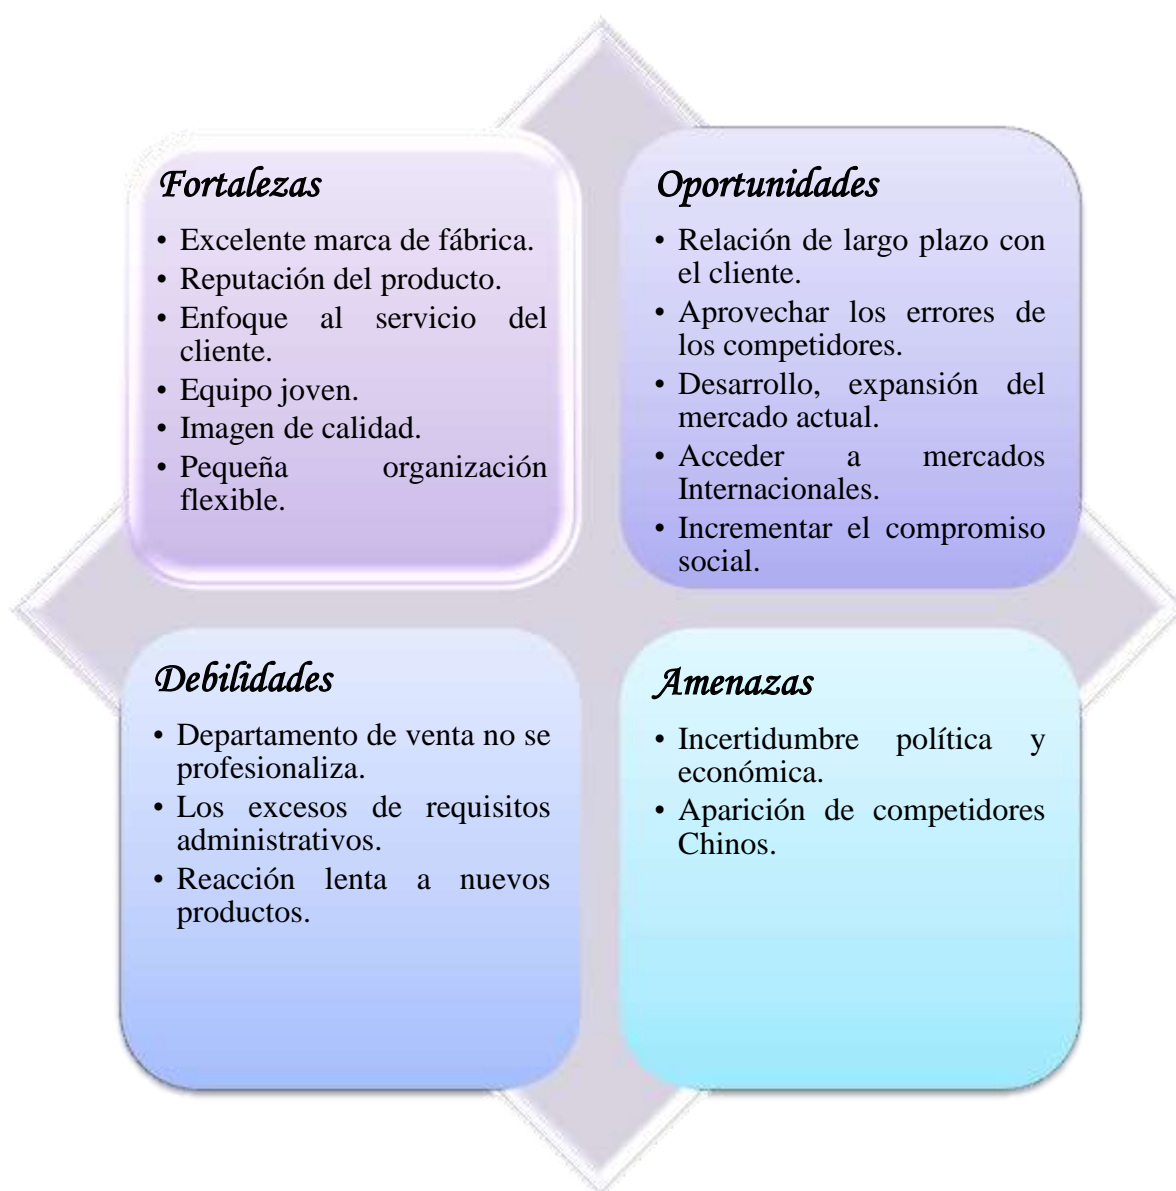 Fortalezas
• Excelente marca de fábrica.
• Reputación del producto.
• Enfoque al servicio del
cliente.
• Equipo joven.
• Imagen de calidad.
• Pequeña organización
flexible.
Oportunidades
• Relación de largo plazo con
el cliente.
• Aprovechar los errores de
los competidores.
• Desarrollo, expansión del
mercado actual.
• Acceder a mercados
Internacionales.
• Incrementar el compromiso
social.
Debilidades
• Departamento de venta no se
profesionaliza.
• Los excesos de requisitos
administrativos.
• Reacción lenta a nuevos
productos.
Amenazas
• Incertidumbre política y
económica.
• Aparición de competidores
Chinos.